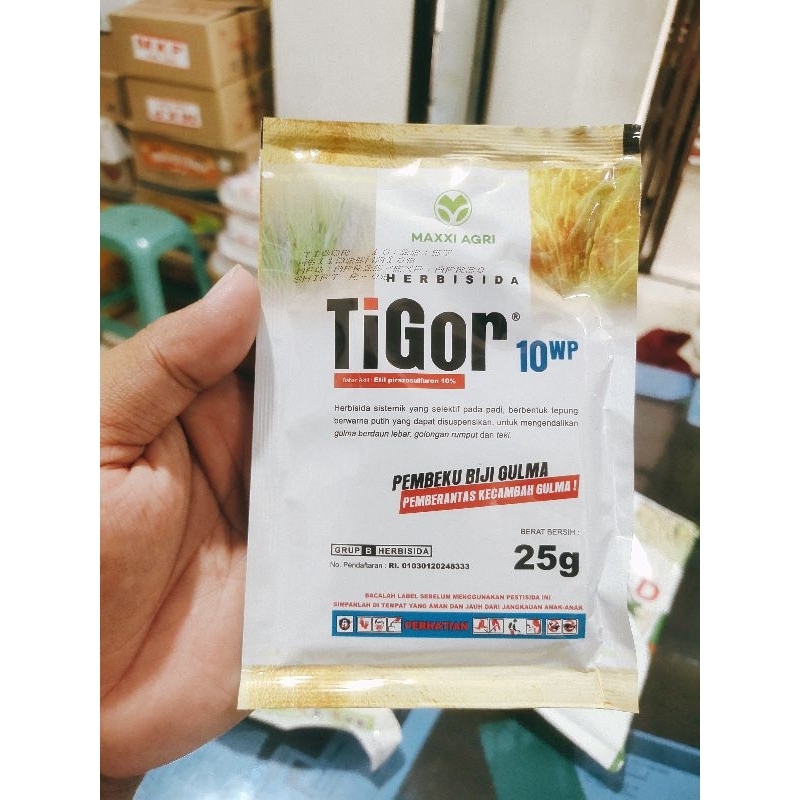 MKP
MAXXI AGRI
TIGOR
HERBISIDA
TiGor® 10WP
Bahan Aktif : Etil pirazosulfuron 10%
Herbisida sistemik yang selektif pada padi, berbentuk tepung
berwarna putih yang dapat disuspensikan, untuk mengendalikan
gulma berdaun lebar, golongan rumput dan teki.
PEMBEKU BIJI GULMA
PEMBERANTAS KECAMBAH GULMA !
BERAT BERSIH :
25g
GRUP B HERBISIDA
No. Pendaftaran : RI. 01030120248333
BACALAH LABEL SEBELUM MENGGUNAKAN PESTISIDA INI
SIMPANLAH DI TEMPAT YANG AMAN DAN JAUH DARI JANGKAUAN ANAK-ANAK
PERHATIAN